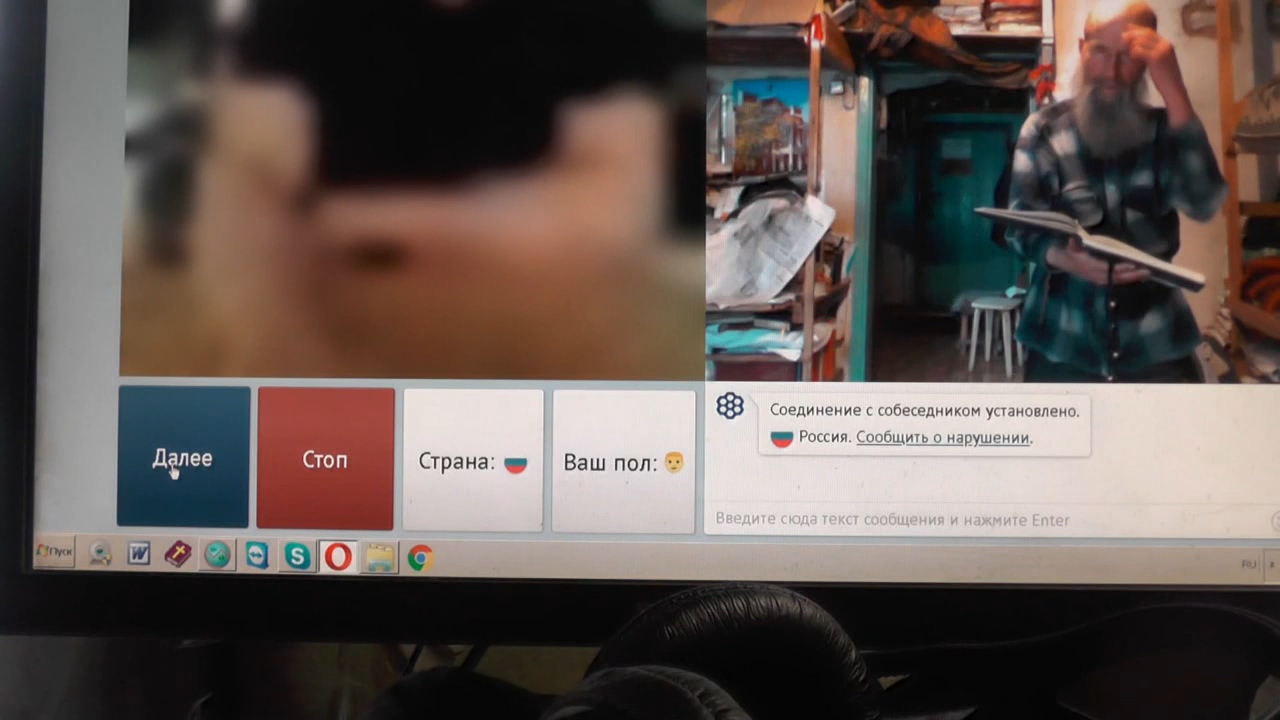 Соединение с собеседником установлено.
Россия. Сообщить о нарушении.
Далее
Стоп
Страна:
Ваш пол:
Введите сюда текст сообщения и нажмите Enter
Пуск
RU